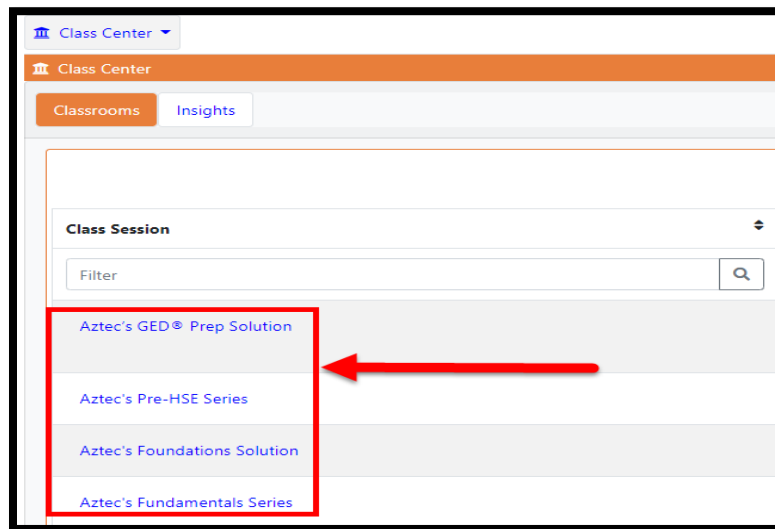 Class Center
Class Center
Classrooms Insights
Class Session
Filter
Aztec's GED® Prep Solution
Aztec's Pre-HSE Series
Aztec's Foundations Solution
Aztec's Fundamentals Series